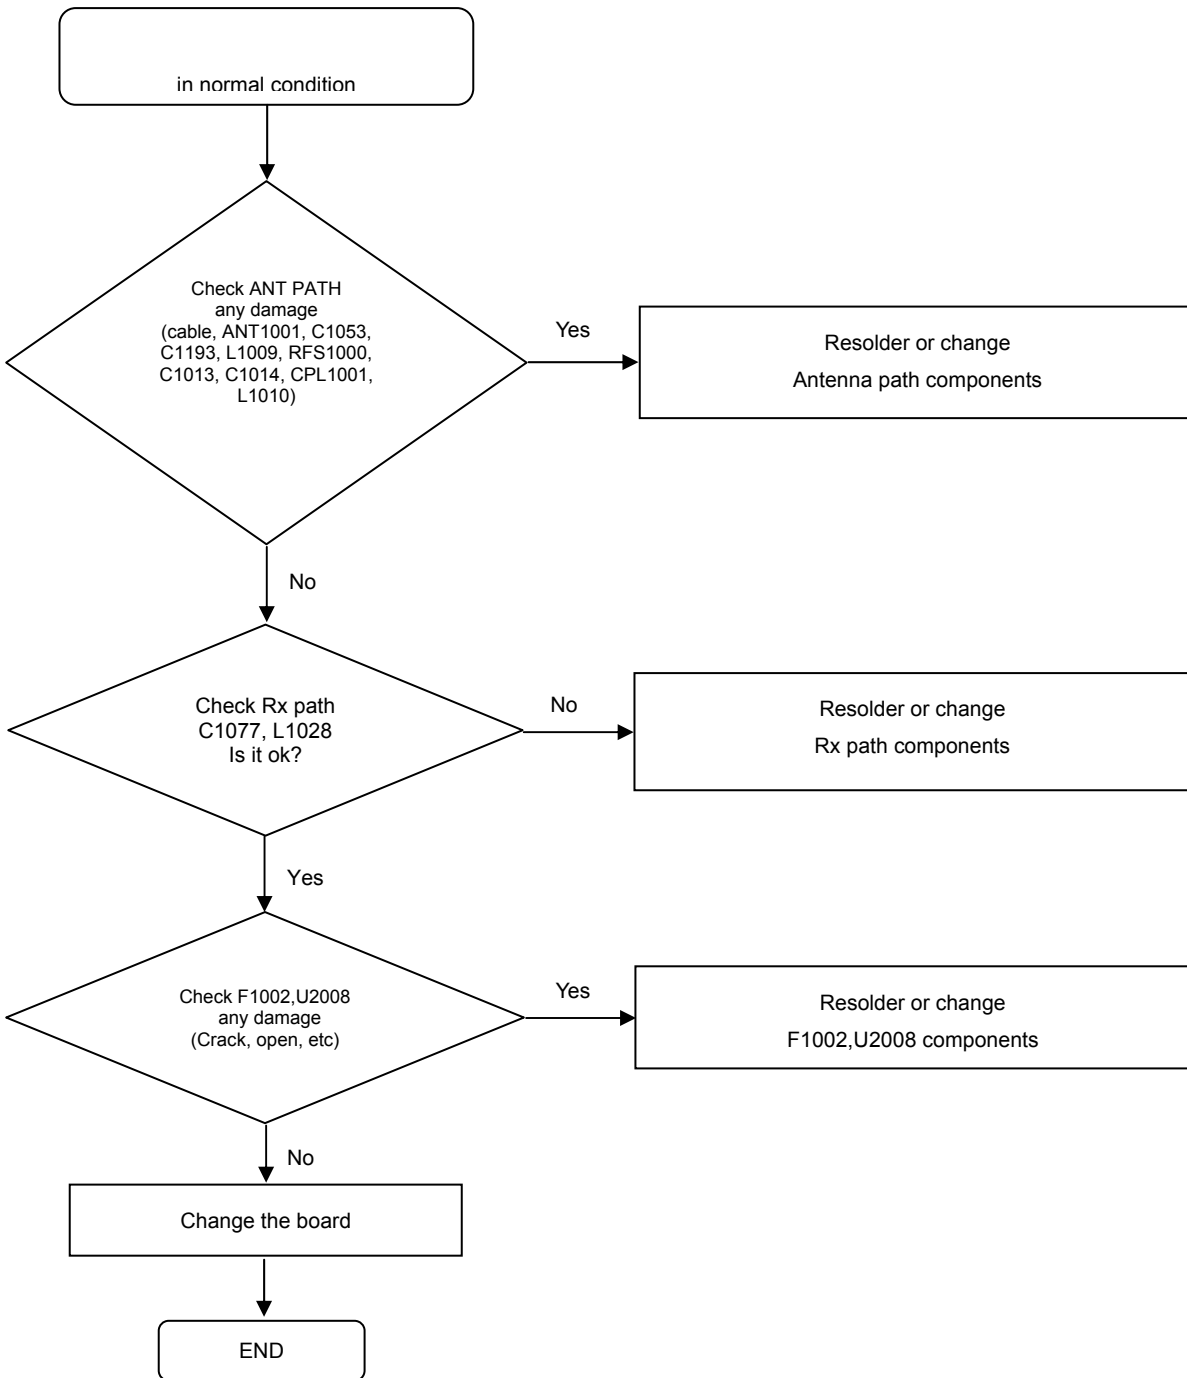 in normal condition
Check ANT PATH
any damage
(cable, ANT1001, C1053,
C1193, L1009, RFS1000,
C1013, C1014, CPL1001,
L1010)
Yes
Resolder or change
Antenna path components
No
Check Rx path
C1077, L1028
Is it ok?
No
Resolder or change
Rx path components
Yes
Check F1002,U2008
any damage
(Crack, open, etc)
Yes
Resolder or change
F1002,U2008 components
No
Change the board
END